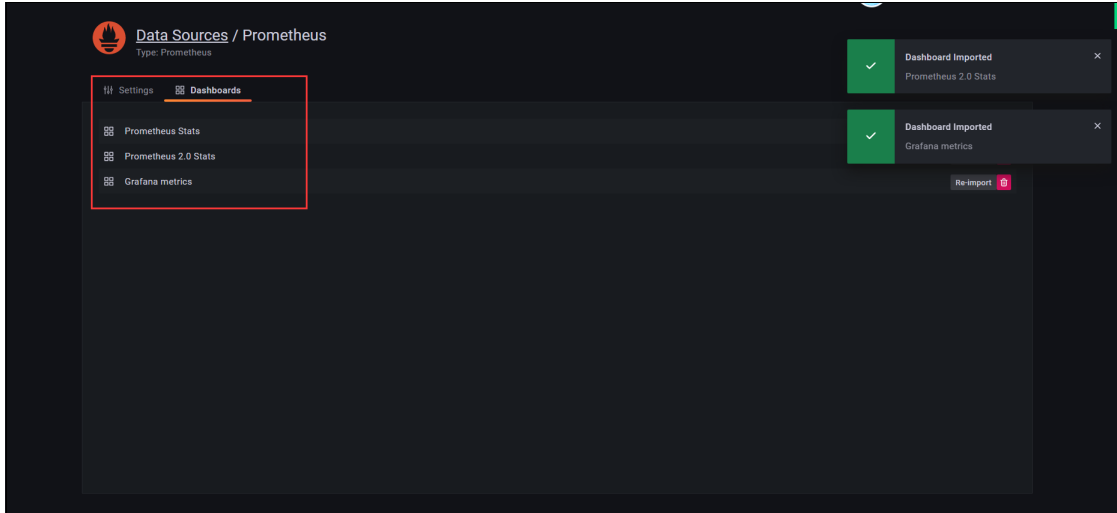 Data Sources / Prometheus
Type: Prometheus
Settings
Dashboards
Prometheus Stats
Prometheus 2.0 Stats
Grafana metrics
Re-import
Dashboard Imported
Prometheus 2.0 Stats
Dashboard Imported
Grafana metrics